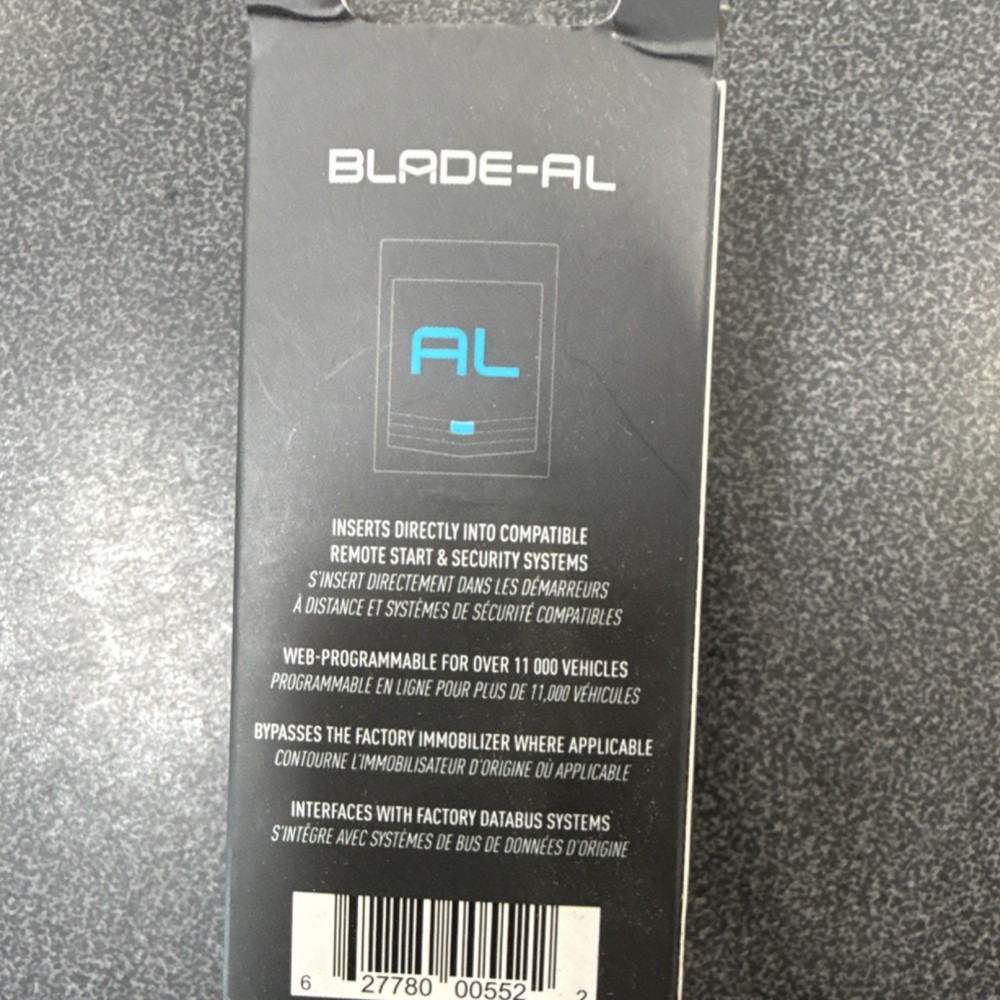 BLADE-AL
AL
INSERTS DIRECTLY INTO COMPATIBLE
REMOTE START & SECURITY SYSTEMS
S'INSERT DIRECTEMENT DANS LES DÉMARREURS
À DISTANCE ET SYSTÈMES DE SÉCURITÉ COMPATIBLES
WEB-PROGRAMMABLE FOR OVER 11 000 VEHICLES
PROGRAMMABLE EN LIGNE POUR PLUS DE 11,000 VÉHICULES
BYPASSES THE FACTORY IMMOBILIZER WHERE APPLICABLE
CONTOURNE L'IMMOBILISATEUR D'ORIGINE OÙ APPLICABLE
INTERFACES WITH FACTORY DATABUS SYSTEMS
S'INTÈGRE AVEC SYSTÈMES DE BUS DE DONNÉES D'ORIGINE
6 27780 00552 2